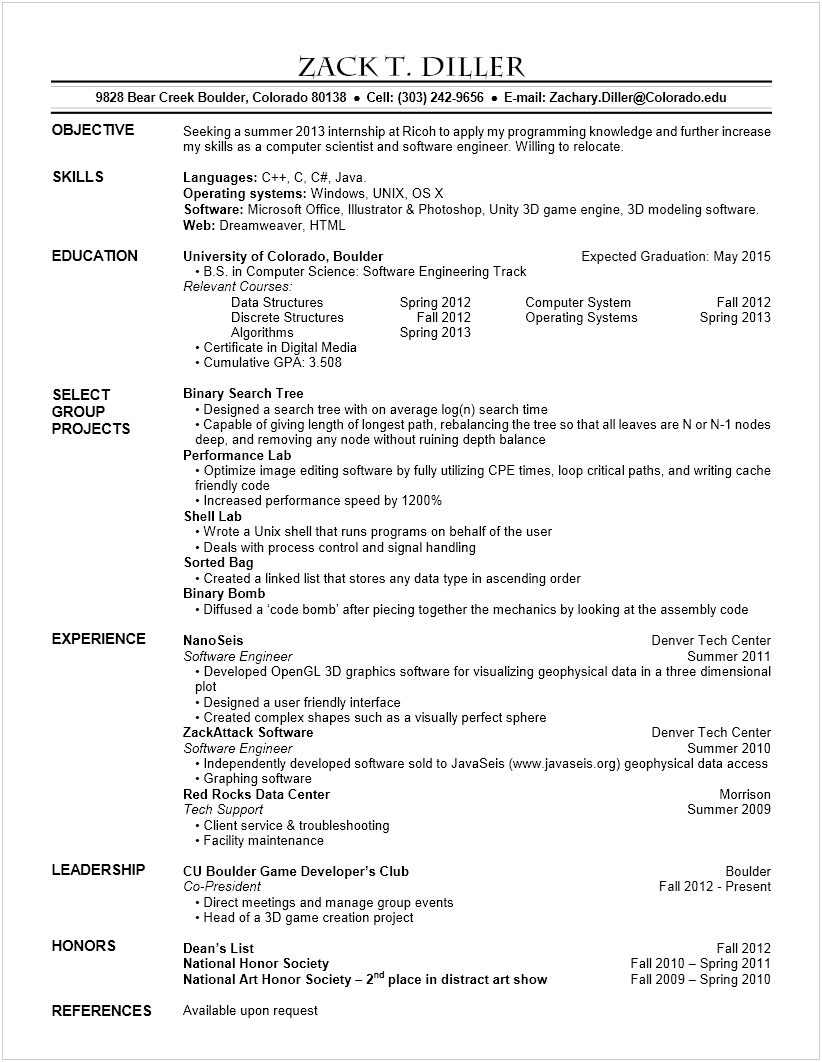 ZACK T. DILLER
9828 Bear Creek Boulder, Colorado 80138 ● Cell: (303) 242-9656 ● E-mail: Zachary.Diller@Colorado.edu
OBJECTIVE Seeking a summer 2013 internship at Ricoh to apply my programming knowledge and further increase
my skills as a computer scientist and software engineer. Willing to relocate.
SKILLS Languages: C++, C, C#, Java.
Operating systems: Windows, UNIX, OS X
Software: Microsoft Office, Illustrator & Photoshop, Unity 3D game engine, 3D modeling software.
Web: Dreamweaver, HTML
EDUCATION University of Colorado, Boulder Expected Graduation: May 2015
• B.S. in Computer Science: Software Engineering Track
Relevant Courses:
Data Structures Spring 2012 Computer System Fall 2012
Discrete Structures Fall 2012 Operating Systems Spring 2013
Algorithms Spring 2013
• Certificate in Digital Media
• Cumulative GPA: 3.508
SELECT Binary Search Tree
GROUP • Designed a search tree with on average log(n) search time
PROJECTS • Capable of giving length of longest path, rebalancing the tree so that all leaves are N or N-1 nodes
deep, and removing any node without ruining depth balance
Performance Lab
• Optimize image editing software by fully utilizing CPE times, loop critical paths, and writing cache
friendly code
• Increased performance speed by 1200%
Shell Lab
• Wrote a Unix shell that runs programs on behalf of the user
• Deals with process control and signal handling
Sorted Bag
• Created a linked list that stores any data type in ascending order
Binary Bomb
• Diffused a ‘code bomb’ after piecing together the mechanics by looking at the assembly code
EXPERIENCE NanoSeis Denver Tech Center
Software Engineer Summer 2011
• Developed OpenGL 3D graphics software for visualizing geophysical data in a three dimensional
plot
• Designed a user friendly interface
• Created complex shapes such as a visually perfect sphere
ZackAttack Software Denver Tech Center
Software Engineer Summer 2010
• Independently developed software sold to JavaSeis (www.javaseis.org) geophysical data access
• Graphing software
Red Rocks Data Center Morrison
Tech Support Summer 2009
• Client service & troubleshooting
• Facility maintenance
LEADERSHIP CU Boulder Game Developer’s Club Boulder
Co-President Fall 2012 - Present
• Direct meetings and manage group events
• Head of a 3D game creation project
HONORS Dean’s List Fall 2012
National Honor Society Fall 2010 – Spring 2011
National Art Honor Society – 2nd place in distract art show Fall 2009 – Spring 2010
REFERENCES Available upon request